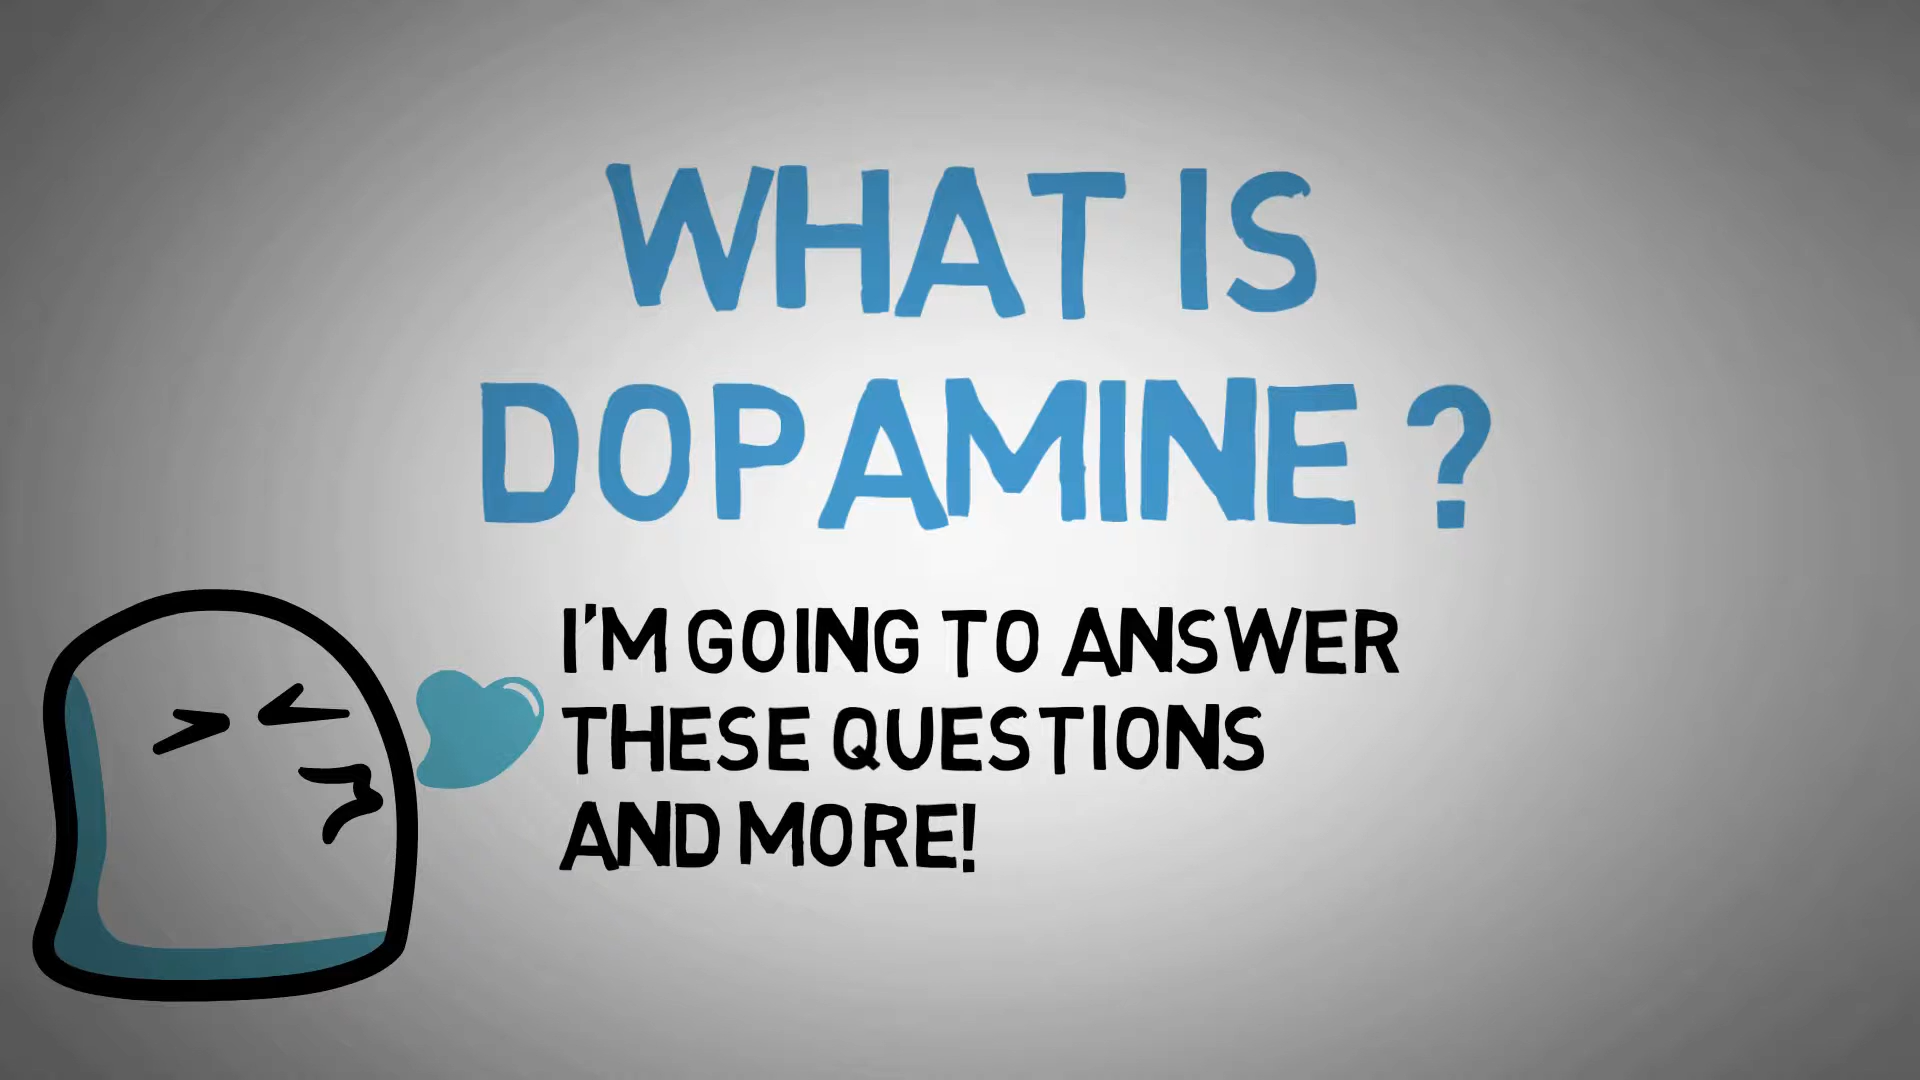 WHAT IS
DOPAMINE ?
I'M GOING TO ANSWER
THESE QUESTIONS
AND MORE!